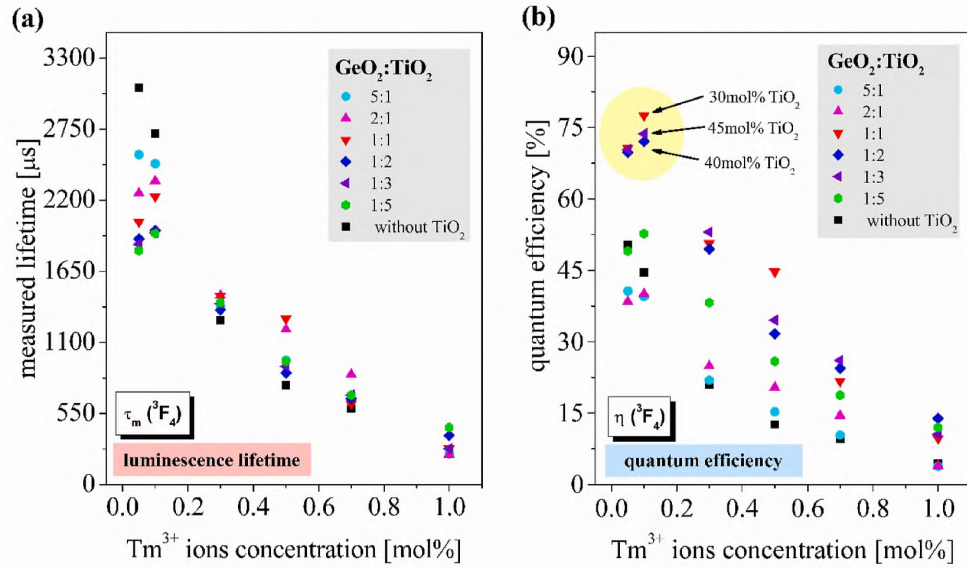 (a)
3300
2750
2200
1650
1100
550
0
measured lifetime [µs]
GeO₂:TiO₂
5:1
2:1
1:1
1:2
1:3
1:5
without TiO₂
τₘ (³F₄)
luminescence lifetime
0.0 0.2 0.4 0.6 0.8 1.0
Tm³⁺ ions concentration [mol%]
(b)
90
75
60
45
30
15
0
quantum efficiency [%]
30mol% TiO₂
45mol% TiO₂
40mol% TiO₂
GeO₂:TiO₂
5:1
2:1
1:1
1:2
1:3
1:5
without TiO₂
η (³F₄)
quantum efficiency
0.0 0.2 0.4 0.6 0.8 1.0
Tm³⁺ ions concentration [mol%]